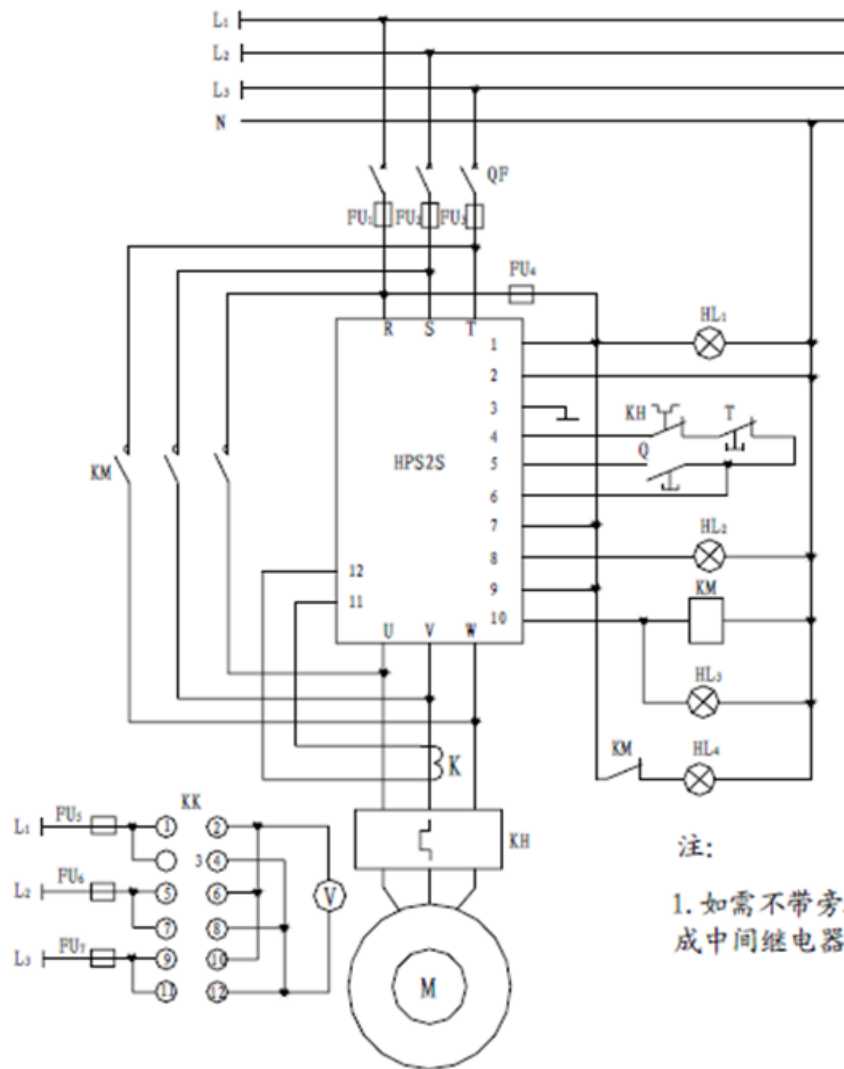 L₁
L₂
L₃
N
QF
FU₁ FU₂ FU₃
FU₄
R S T
HL₁
1
2
3
KH T
4
HPS2S
Q
5
6
KM
7
HL₂
8
12
KM
9
11
10
U V W
HL₃
KM HL₄
K
KK
FU₅
L₁ 1 2
KH
3 4
FU₆
L₂ 5 6 V
7 8
FU₇
L₃ 9 10
11 12
M
注:
1. 如需不带旁
成中间继电器